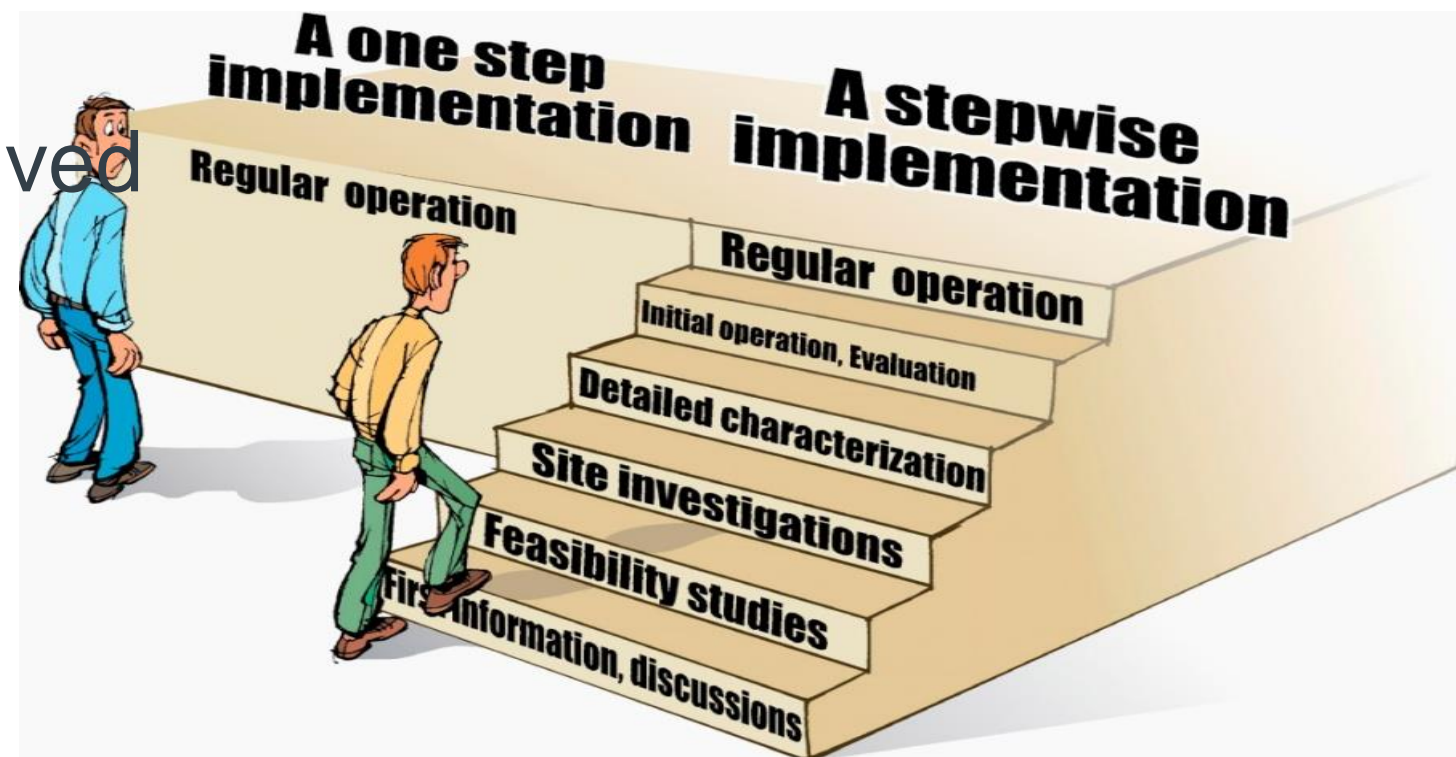 A one step
implementation
A stepwise
implementation
ved
Regular operation
Regular operation
Initial operation, Evaluation
Detailed characterization
Site investigations
Feasibility studies
First information, discussions